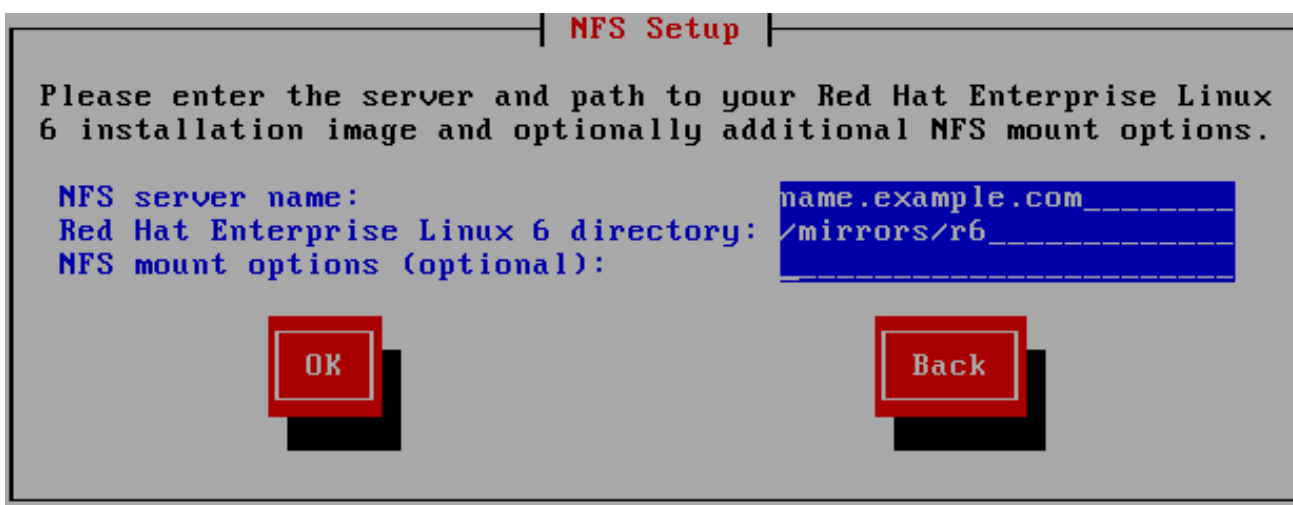 NFS Setup
Please enter the server and path to your Red Hat Enterprise Linux
6 installation image and optionally additional NFS mount options.
NFS server name: name.example.com________
Red Hat Enterprise Linux 6 directory: /mirrors/r6_____________
NFS mount options (optional): ________________________
OK Back